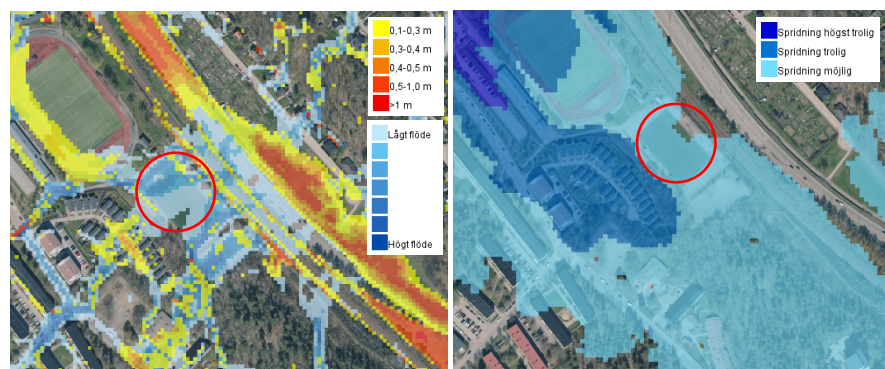 0,1-0,3 m
0,3-0,4 m
0,4-0,5 m
0,5-1,0 m
>1 m
Lågt flöde
Högt flöde
Spridning högst trolig
Spridning trolig
Spridning möjlig